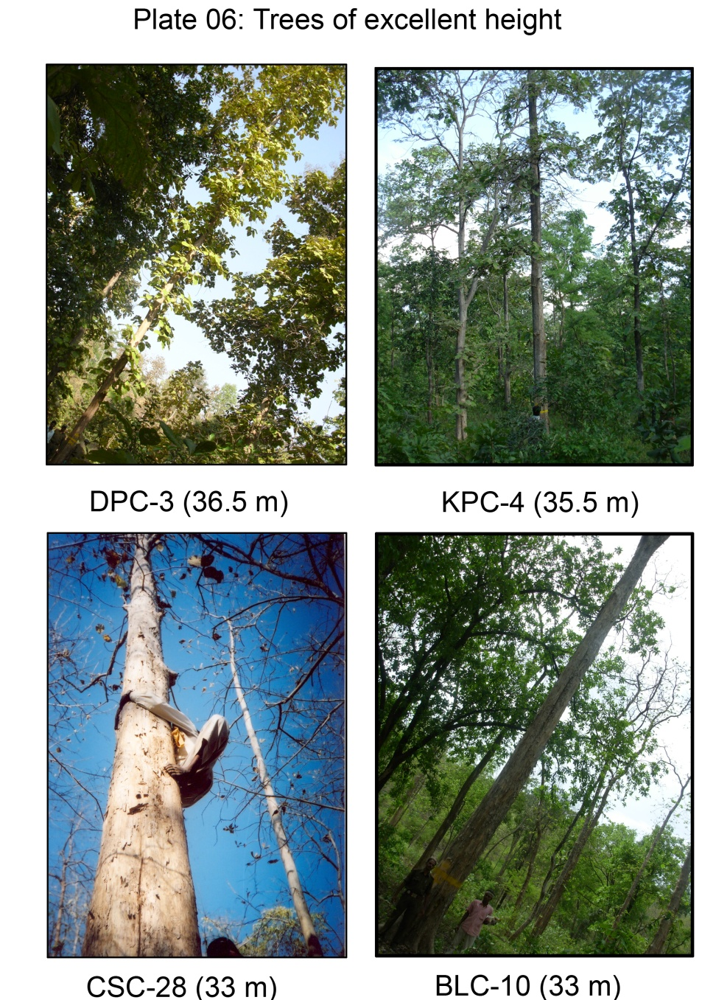 Plate 06: Trees of excellent height
DPC-3 (36.5 m)
KPC-4 (35.5 m)
CSC-28 (33 m)
BLC-10 (33 m)